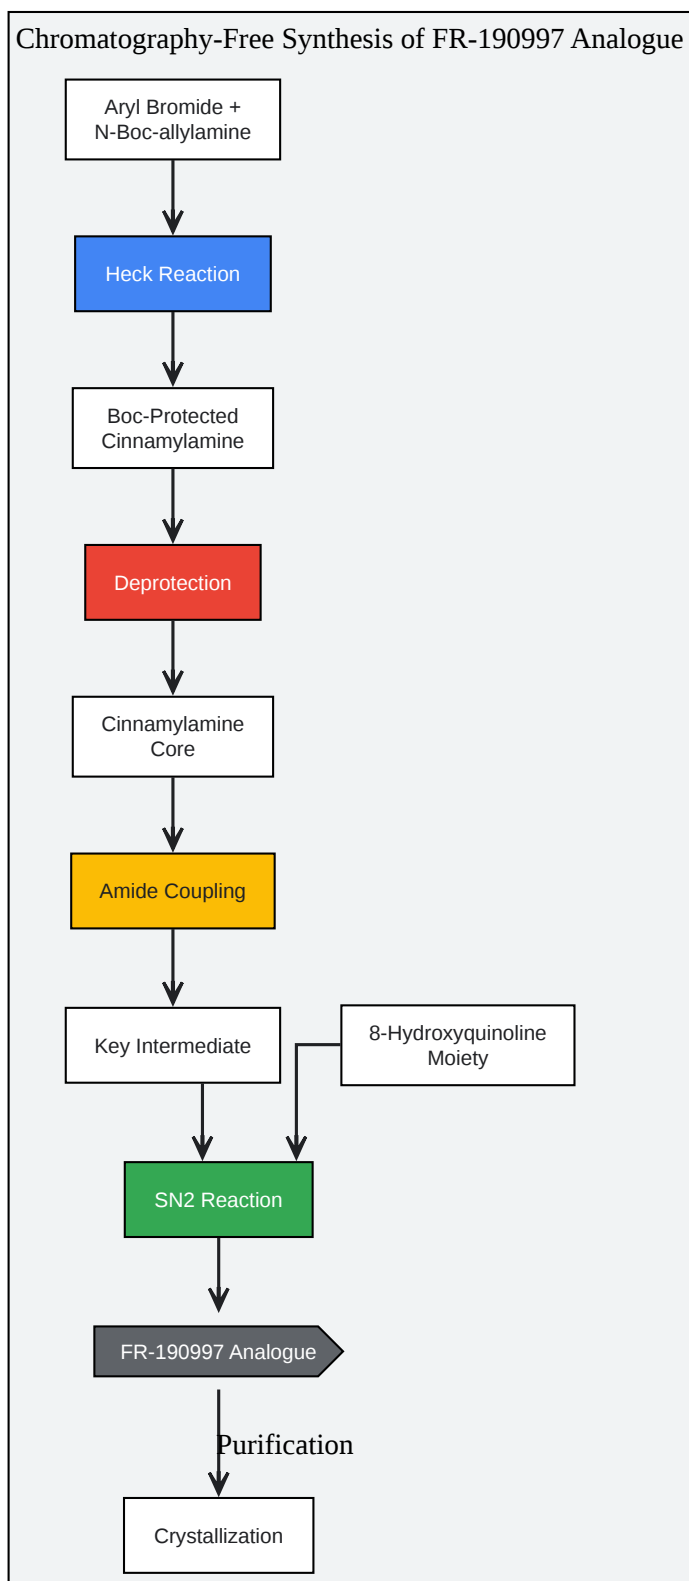 Chromatography-Free Synthesis of FR-190997 Analogue
Aryl Bromide +
N-Boc-allylamine
Heck Reaction
Boc-Protected
Cinnamylamine
Deprotection
Cinnamylamine
Core
Amide Coupling
Key Intermediate
8-Hydroxyquinoline
Moiety
SN2 Reaction
FR-190997 Analogue
Purification
Crystallization